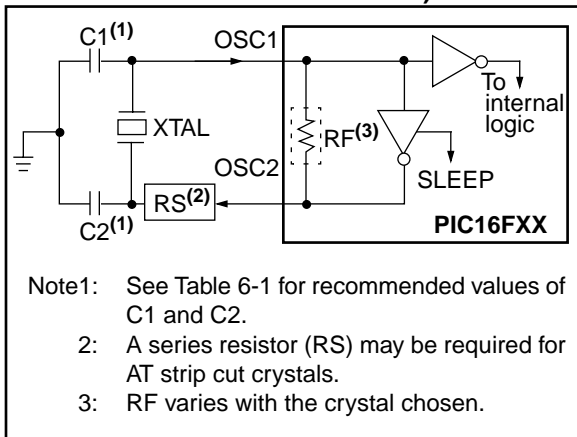 C1(1)
OSC1
To
internal
logic
XTAL
RF(3)
OSC2
SLEEP
RS(2)
C2(1)
PIC16FXX
Note1: See Table 6-1 for recommended values of
C1 and C2.
2: A series resistor (RS) may be required for
AT strip cut crystals.
3: RF varies with the crystal chosen.